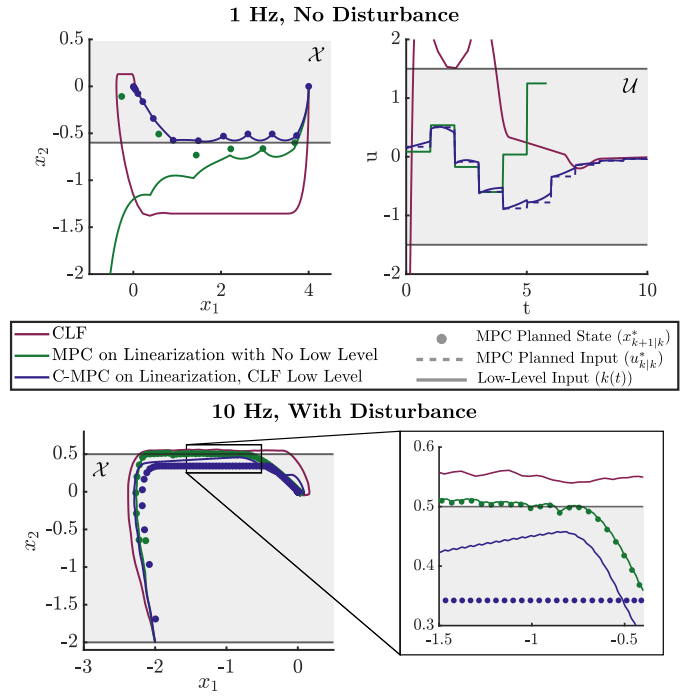 1 Hz, No Disturbance
0.5
0
-0.5
-1
-1.5
-2
x₂
0
2
4
x₁
𝒳
2
1
0
-1
-2
u
0
5
10
t
𝒰
CLF
MPC on Linearization with No Low Level
C-MPC on Linearization, CLF Low Level
MPC Planned State (x*ₖ₊₁|ₖ)
MPC Planned Input (u*ₖ|ₖ)
Low-Level Input (k(t))
10 Hz, With Disturbance
0.5
0
-0.5
-1
-1.5
-2
x₂
-3
-2
-1
0
x₁
𝒳
0.6
0.5
0.4
0.3
-1.5
-1
-0.5